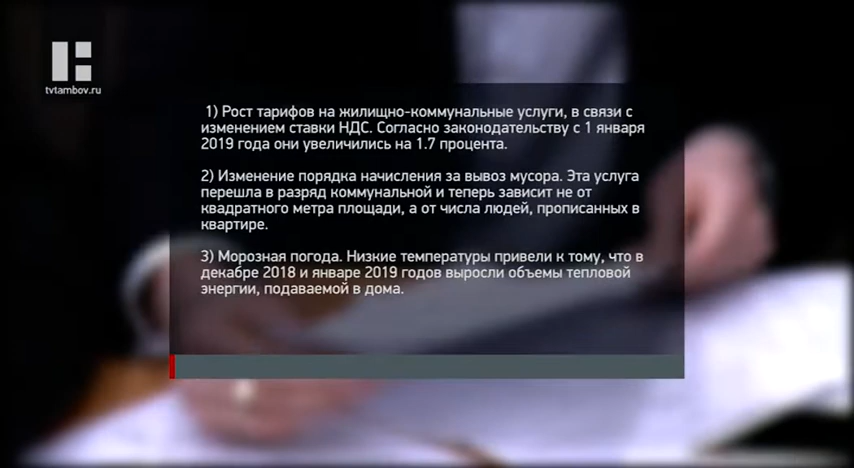 tvtambov.ru
1) Рост тарифов на жилищно-коммунальные услуги, в связи с
изменением ставки НДС. Согласно законодательству с 1 января
2019 года они увеличились на 1.7 процента.
2) Изменение порядка начисления за вывоз мусора. Эта услуга
перешла в разряд коммунальной и теперь зависит не от
квадратного метра площади, а от числа людей, прописанных в
квартире.
3) Морозная погода. Низкие температуры привели к тому, что в
декабре 2018 и январе 2019 годов выросли объемы тепловой
энергии, подаваемой в дома.